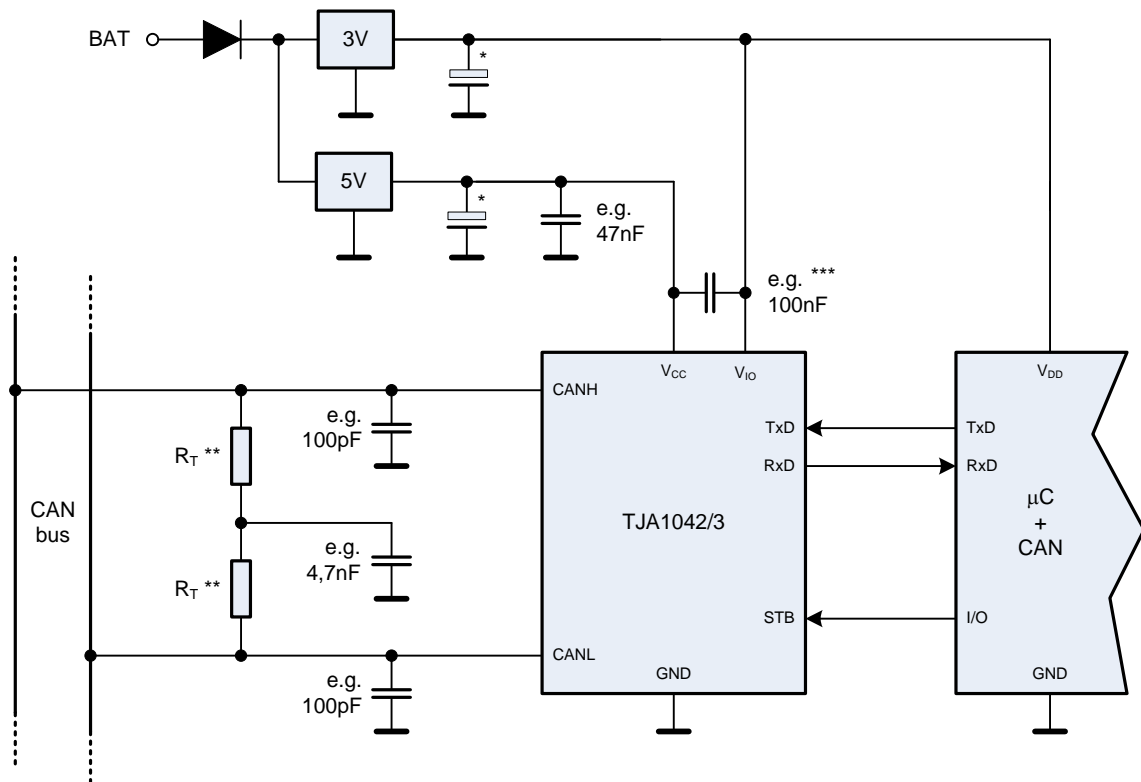 BAT
3V
*
5V
*
e.g.
47nF
e.g. ***
100nF
VCC
VIO
VDD
CANH
e.g.
100pF
TxD
TxD
RxD
RxD
RT **
CAN
bus
TJA1042/3
μC
+
CAN
e.g.
4,7nF
RT **
STB
I/O
CANL
e.g.
100pF
GND
GND